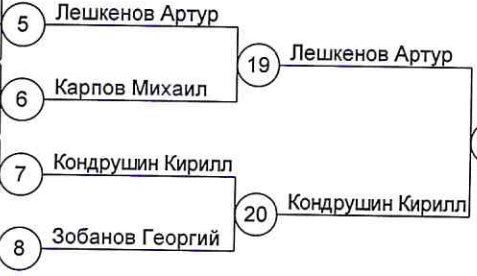 5 Лешкенов Артур
19 Лешкенов Артур
6 Карпов Михаил
7 Кондрушин Кирилл
20 Кондрушин Кирилл
8 Зобанов Георгий